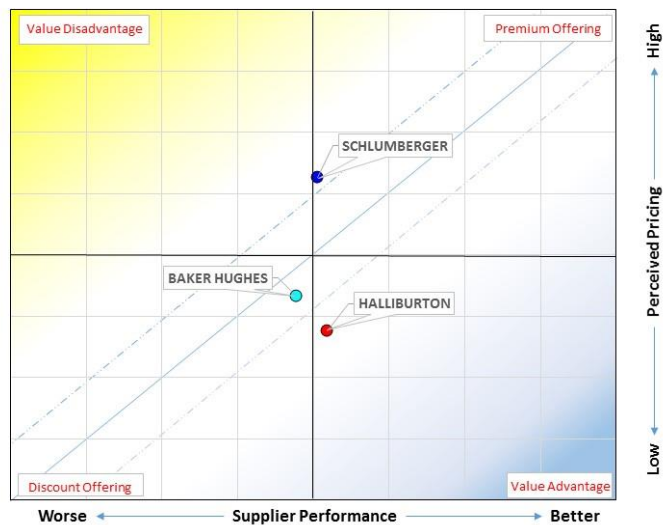 Value Disadvantage
Premium Offering
High
SCHLUMBERGER
Perceived Pricing
BAKER HUGHES
HALLIBURTON
Low
Discount Offering
Value Advantage
Worse
Supplier Performance
Better